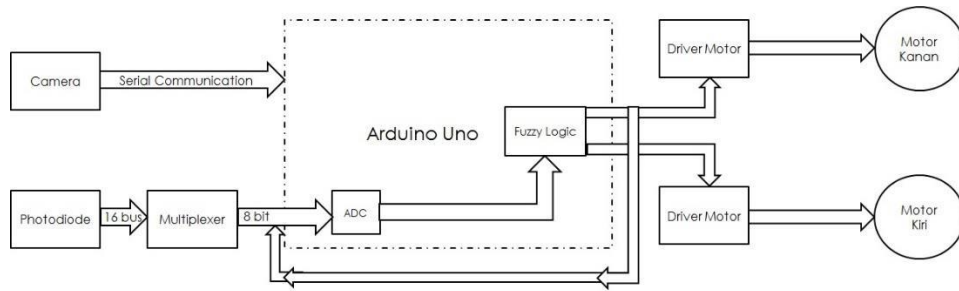 Camera
Serial Communication
Arduino Uno
Fuzzy Logic
Driver Motor
Motor
Kanan
Photodiode
16 bus
Multiplexer
8 bit
ADC
Driver Motor
Motor
Kiri